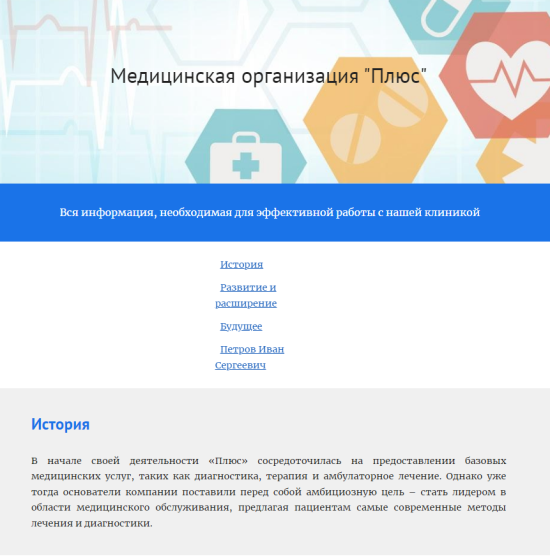 Медицинская организация "Плюс"
Вся информация, необходимая для эффективной работы с нашей клиникой
История
Развитие и
расширение
Будущее
Петров Иван
Сергеевич
История
В начале своей деятельности «Плюс» сосредоточилась на предоставлении базовых
медицинских услуг, таких как диагностика, терапия и амбулаторное лечение. Однако уже
тогда основатели компании поставили перед собой амбициозную цель – стать лидером в
области медицинского обслуживания, предлагая пациентам самые современные методы
лечения и диагностики.